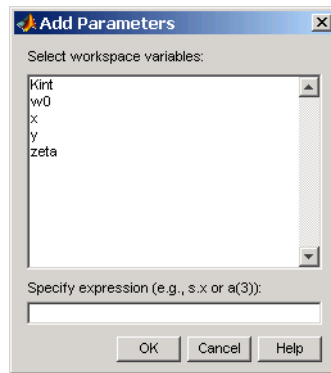 Add Parameters
Select workspace variables:
Kint
w0
x
y
zeta
Specify expression (e.g., s.x or a(3)):
OK Cancel Help